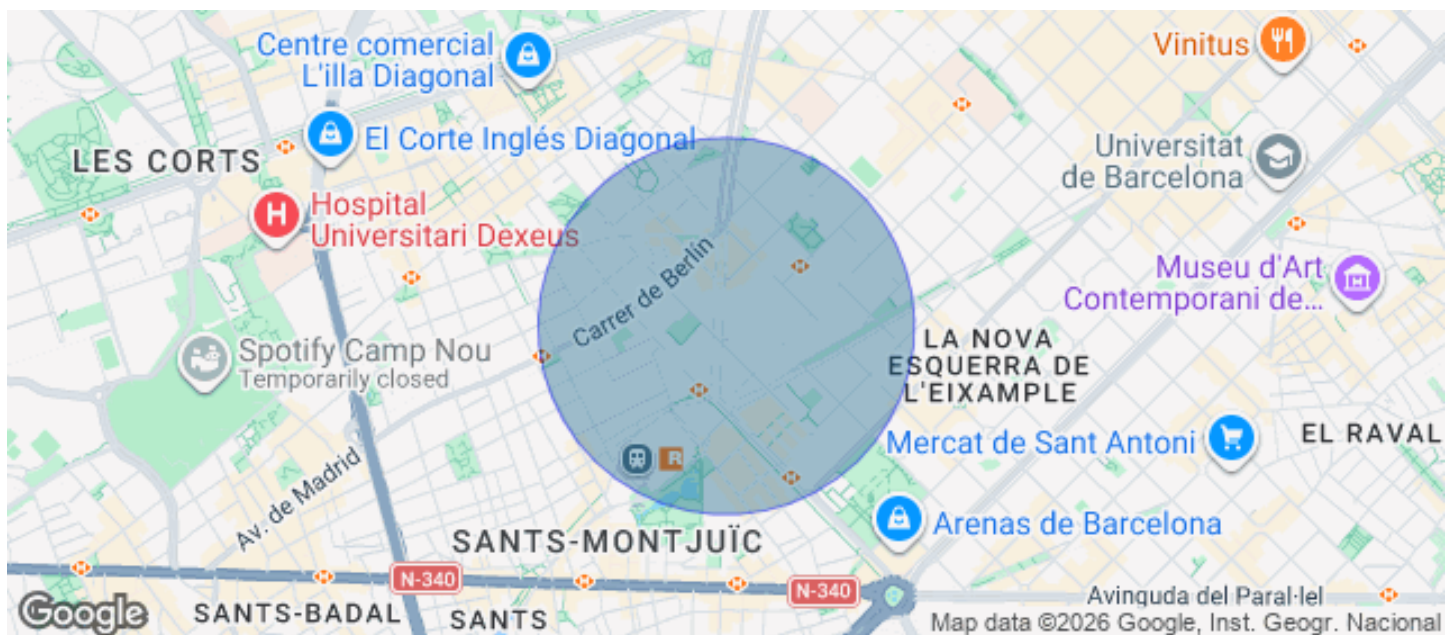 Centre comercial
L'illa Diagonal
Vinitus
El Corte Inglés Diagonal
LES CORTS
Universitat
de Barcelona
H
Hospital
Universitari Dexeus
Carrer de Berlín
Museu d'Art
Contemporani de...
Spotify Camp Nou
Temporarily closed
LA NOVA
ESQUERRA DE
L'EIXAMPLE
Mercat de Sant Antoni
EL RAVAL
R
Av. de Madrid
Arenas de Barcelona
SANTS-MONTJUÏC
N-340
N-340
Avinguda del Paral·lel
SANTS-BADAL
SANTS
Google
Map data ©2026 Google, Inst. Geogr. Nacional